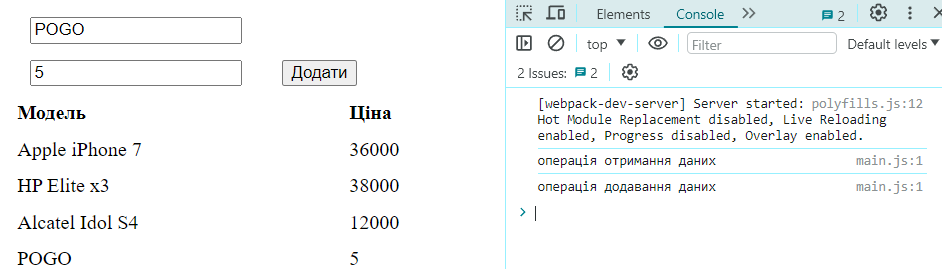 POGO
5
Додати
Модель Ціна
Apple iPhone 7 36000
HP Elite x3 38000
Alcatel Idol S4 12000
POGO 5
Elements Console 2
top Filter Default levels
2 Issues: 2
[webpack-dev-server] Server started: polyfills.js:12
Hot Module Replacement disabled, Live Reloading
enabled, Progress disabled, Overlay enabled.
операція отримання даних main.js:1
операція додавання даних main.js:1